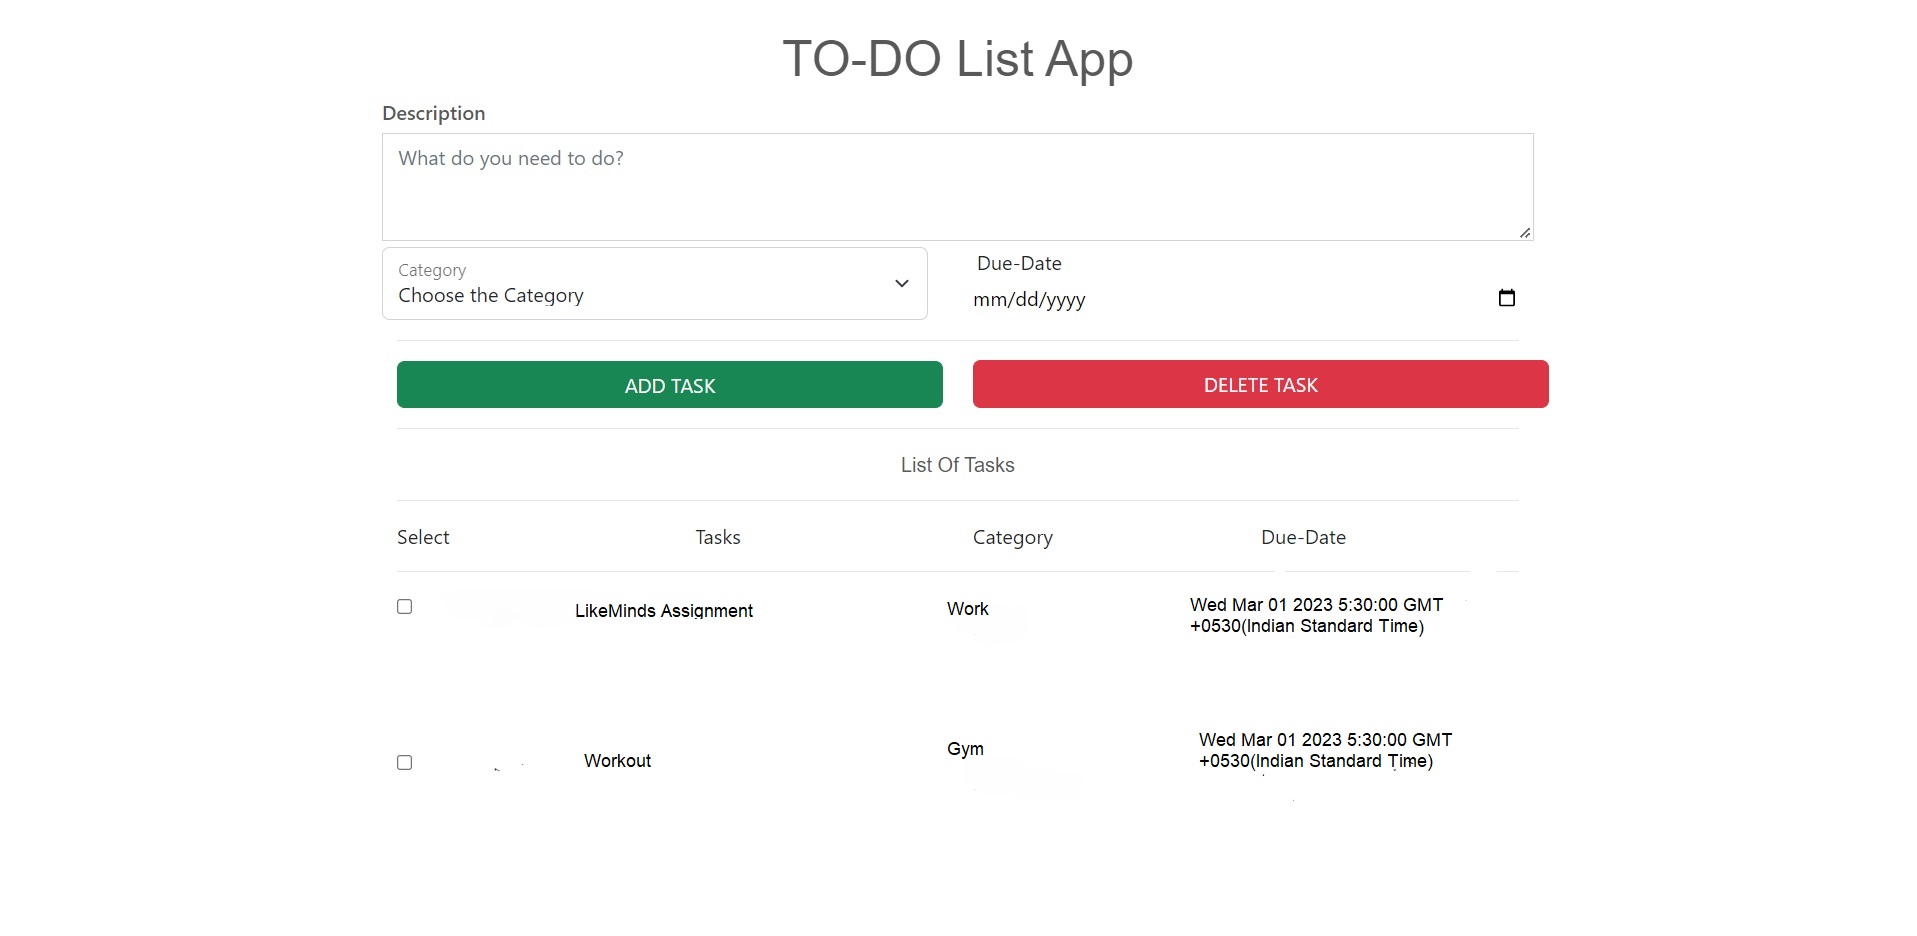 TO-DO List App
Description
What do you need to do?
Category
Choose the Category
Due-Date
mm/dd/yyyy
ADD TASK
DELETE TASK
List Of Tasks
Select Tasks Category Due-Date
LikeMinds Assignment
Work
Wed Mar 01 2023 5:30:00 GMT
+0530(Indian Standard Time)
Workout
Gym
Wed Mar 01 2023 5:30:00 GMT
+0530(Indian Standard Time)